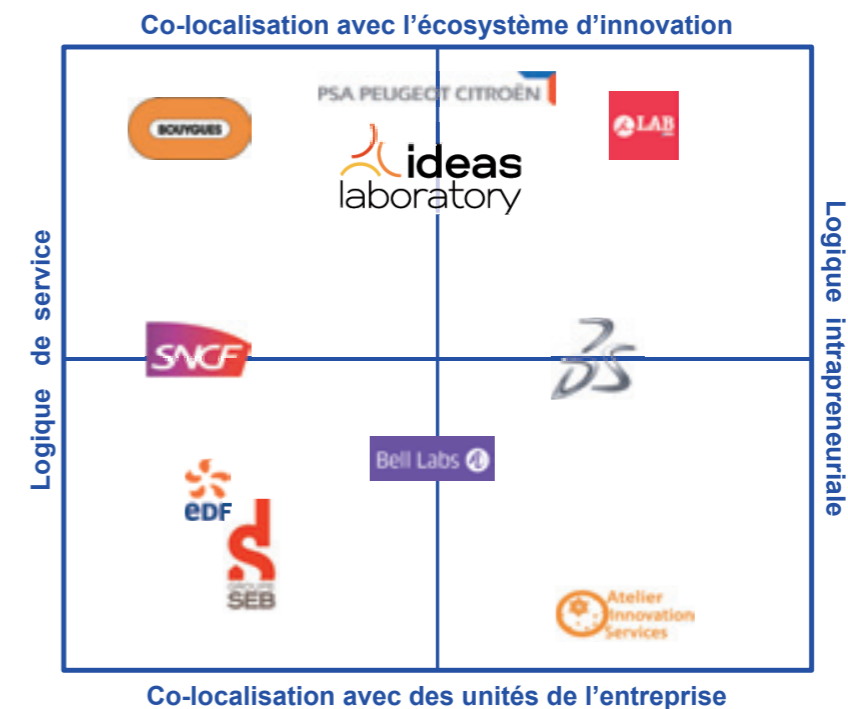 Co-localisation avec l'écosystème d'innovation
PSA PEUGEOT CITROËN
BOUYGUES
LAB
ideas
laboratory
Logique de service
Logique intrapreneuriale
SNCF
3DS
Bell Labs
eDF
GROUPE
SEB
Atelier
Innovation
Services
Co-localisation avec des unités de l'entreprise